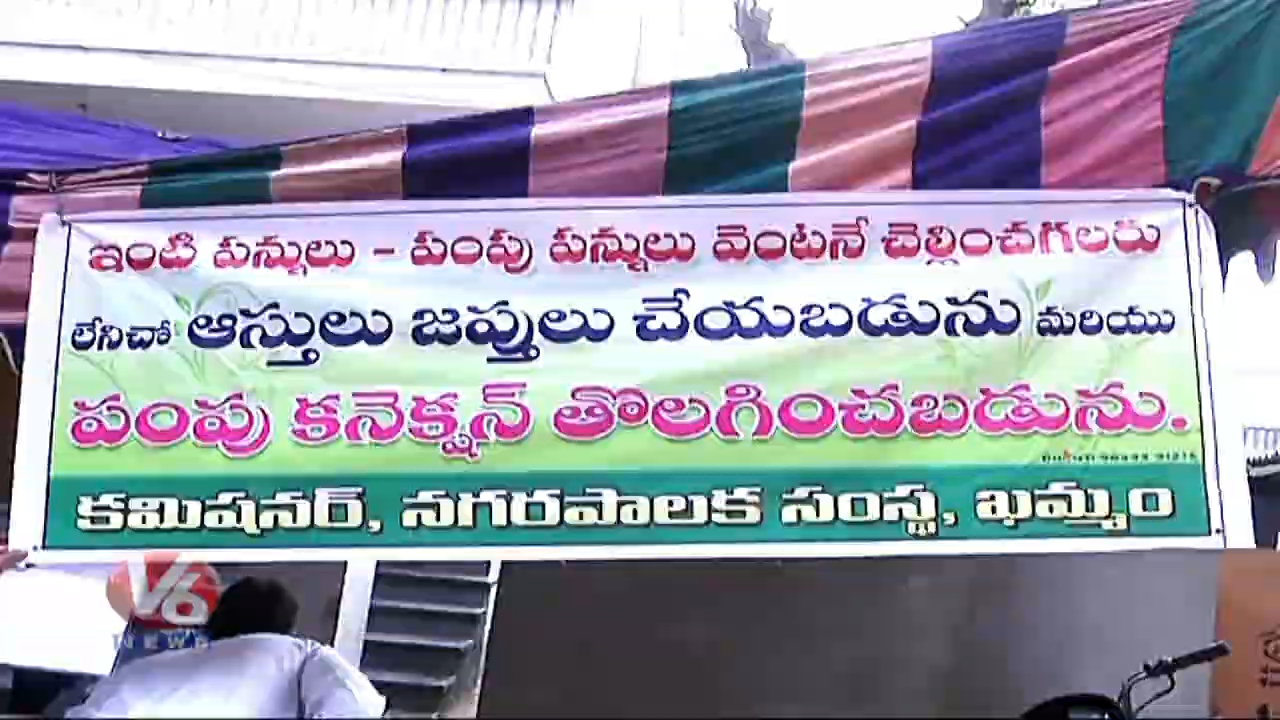 ఇంటి పన్నులు - పంపు పన్నులు వెంటనే చెల్లించగలరు
లేనిచో ఆస్తులు జప్తులు చేయబడును మరియు
పంపు కనెక్షన్ తొలగించబడును.
కమిషనర్, నగరపాలక సంస్థ, ఖమ్మం
V6
NEWS